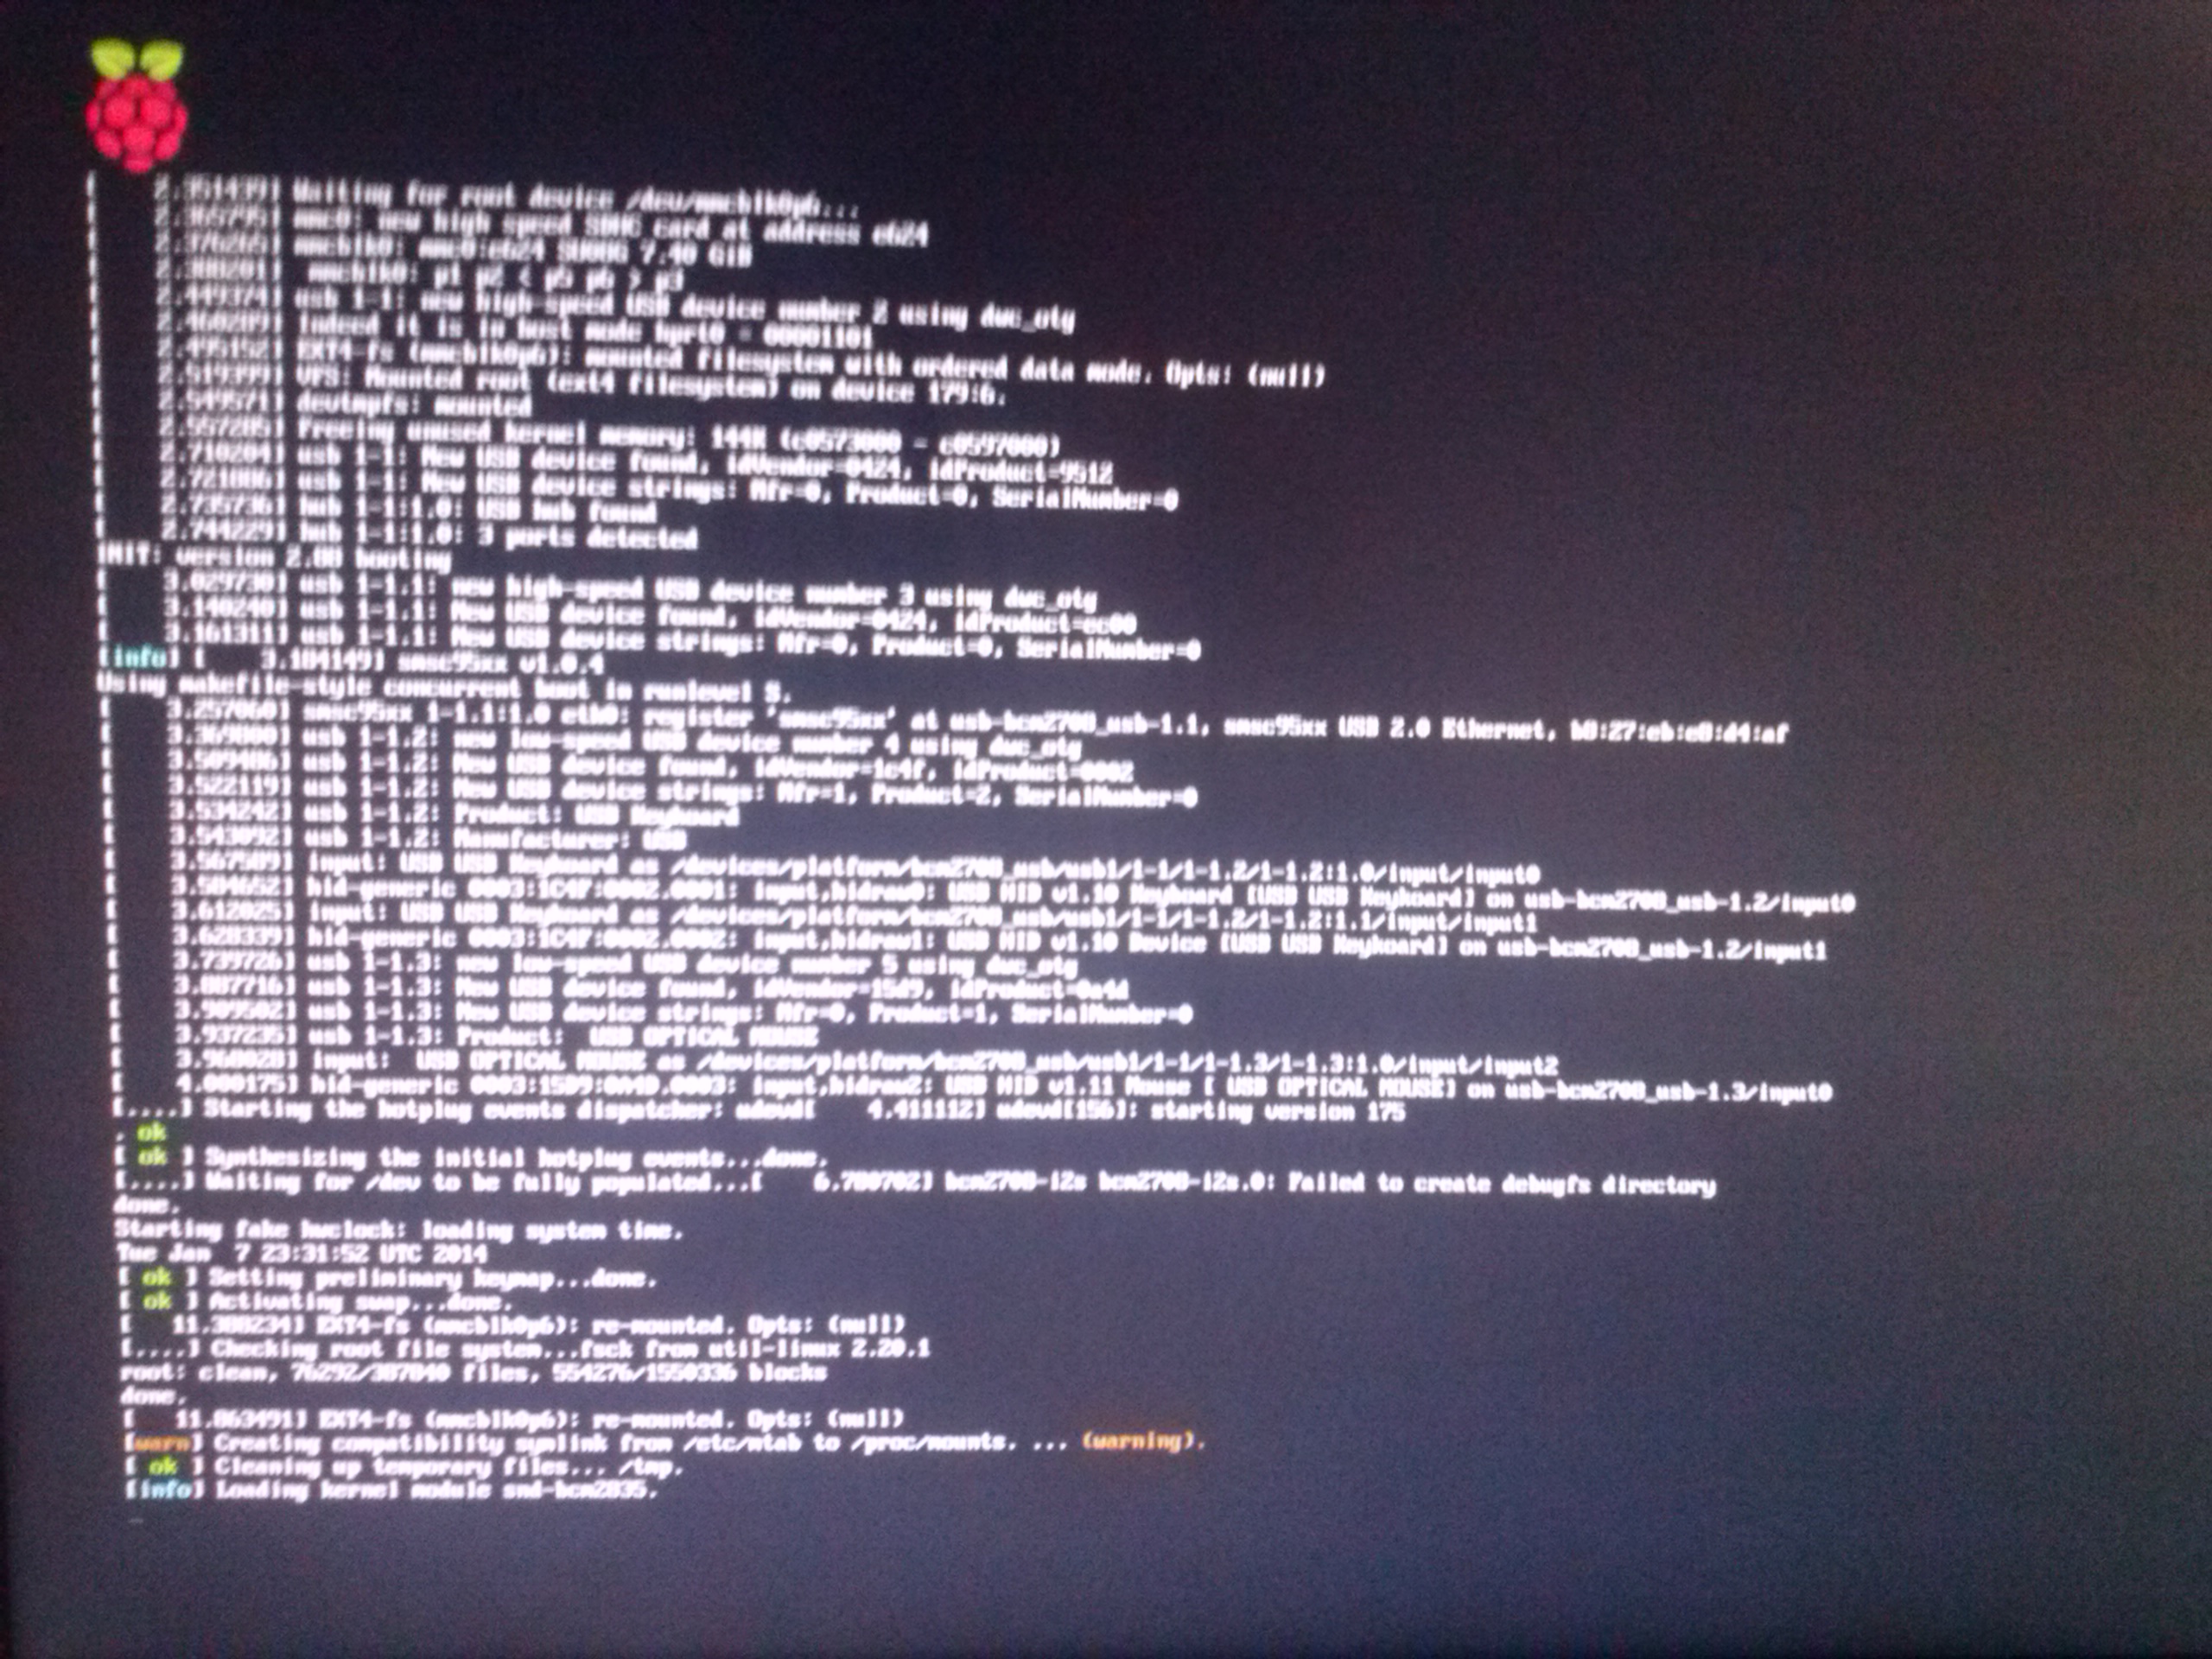 [ 2.351439] Waiting for root device /dev/mmcblk0p6...
[ 2.365795] mmc0: new high speed SDHC card at address e624
[ 2.376265] mmcblk0: mmc0:e624 SU08G 7.40 GiB
[ 2.388201] mmcblk0: p1 p2 < p5 p6 > p3
[ 2.449374] usb 1-1: new high-speed USB device number 2 using dwc_otg
[ 2.460289] Indeed it is in host mode hprt0 = 00001101
[ 2.495152] EXT4-fs (mmcblk0p6): mounted filesystem with ordered data mode. Opts: (null)
[ 2.519399] VFS: Mounted root (ext4 filesystem) on device 179:6.
[ 2.549571] devtmpfs: mounted
[ 2.557285] Freeing unused kernel memory: 144K (c0573000 - c0597000)
[ 2.710204] usb 1-1: New USB device found, idVendor=0424, idProduct=9512
[ 2.721886] usb 1-1: New USB device strings: Mfr=0, Product=0, SerialNumber=0
[ 2.735736] hub 1-1:1.0: USB hub found
[ 2.744229] hub 1-1:1.0: 3 ports detected
INIT: version 2.88 booting
[ 3.029730] usb 1-1.1: new high-speed USB device number 3 using dwc_otg
[ 3.140240] usb 1-1.1: New USB device found, idVendor=0424, idProduct=ec00
[ 3.161311] usb 1-1.1: New USB device strings: Mfr=0, Product=0, SerialNumber=0
[info] [ 3.184149] smsc95xx v1.0.4
Using makefile-style concurrent boot in runlevel S.
[ 3.257060] smsc95xx 1-1.1:1.0 eth0: register 'smsc95xx' at usb-bcm2708_usb-1.1, smsc95xx USB 2.0 Ethernet, b8:27:eb:e8:d4:af
[ 3.369800] usb 1-1.2: new low-speed USB device number 4 using dwc_otg
[ 3.509486] usb 1-1.2: New USB device found, idVendor=1c4f, idProduct=0002
[ 3.522119] usb 1-1.2: New USB device strings: Mfr=1, Product=2, SerialNumber=0
[ 3.534242] usb 1-1.2: Product: USB Keyboard
[ 3.543092] usb 1-1.2: Manufacturer: USB
[ 3.567589] input: USB USB Keyboard as /devices/platform/bcm2708_usb/usb1/1-1/1-1.2/1-1.2:1.0/input/input0
[ 3.584652] hid-generic 0003:1C4F:0002.0001: input,hidraw0: USB HID v1.10 Keyboard [USB USB Keyboard] on usb-bcm2708_usb-1.2/input0
[ 3.612025] input: USB USB Keyboard as /devices/platform/bcm2708_usb/usb1/1-1/1-1.2/1-1.2:1.1/input/input1
[ 3.628339] hid-generic 0003:1C4F:0002.0002: input,hidraw1: USB HID v1.10 Device [USB USB Keyboard] on usb-bcm2708_usb-1.2/input1
[ 3.739726] usb 1-1.3: new low-speed USB device number 5 using dwc_otg
[ 3.887716] usb 1-1.3: New USB device found, idVendor=15d9, idProduct=0a4d
[ 3.909502] usb 1-1.3: New USB device strings: Mfr=0, Product=1, SerialNumber=0
[ 3.937235] usb 1-1.3: Product: USB OPTICAL MOUSE
[ 3.960028] input: USB OPTICAL MOUSE as /devices/platform/bcm2708_usb/usb1/1-1/1-1.3/1-1.3:1.0/input/input2
[ 4.000175] hid-generic 0003:15D9:0A4D.0003: input,hidraw2: USB HID v1.11 Mouse [ USB OPTICAL MOUSE] on usb-bcm2708_usb-1.3/input0
[....] Starting the hotplug events dispatcher: udevd[ 4.411112] udevd[156]: starting version 175
. ok
[ ok ] Synthesizing the initial hotplug events...done.
[....] Waiting for /dev to be fully populated...[ 6.780702] bcm2708-i2s bcm2708-i2s.0: Failed to create debugfs directory
done.
Starting fake hwclock: loading system time.
Tue Jan 7 23:31:52 UTC 2014
[ ok ] Setting preliminary keymap...done.
[ ok ] Activating swap...done.
[ 11.308234] EXT4-fs (mmcblk0p6): re-mounted. Opts: (null)
[....] Checking root file system...fsck from util-linux 2.20.1
root: clean, 76292/387840 files, 554276/1550336 blocks
done.
[ 11.863491] EXT4-fs (mmcblk0p6): re-mounted. Opts: (null)
[warn] Creating compatibility symlink from /etc/mtab to /proc/mounts. ... (warning).
[ ok ] Cleaning up temporary files... /tmp.
[info] Loading kernel module snd-bcm2835.